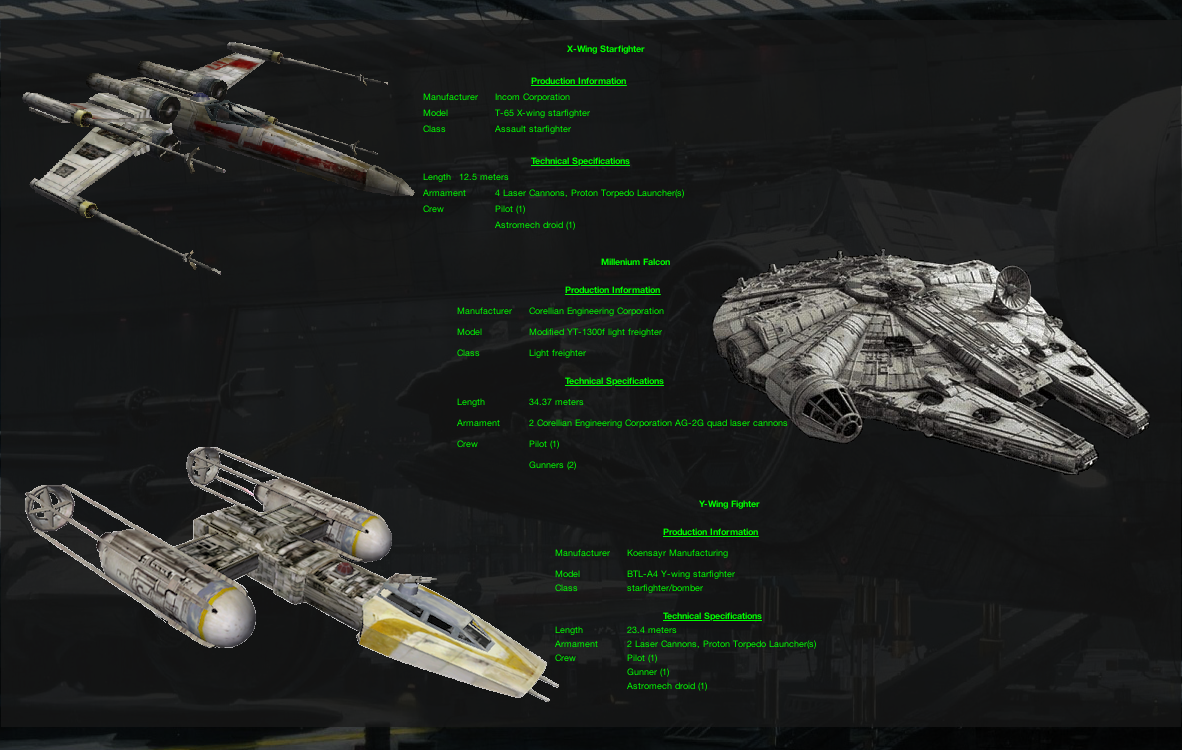 X-Wing Starfighter
Production Information
Manufacturer Incom Corporation
Model T-65 X-wing starfighter
Class Assault starfighter
Technical Specifications
Length 12.5 meters
Armament 4 Laser Cannons, Proton Torpedo Launcher(s)
Crew Pilot (1)
Astromech droid (1)
Millenium Falcon
Production Information
Manufacturer Corellian Engineering Corporation
Model Modified YT-1300f light freighter
Class Light freighter
Technical Specifications
Length 34.37 meters
Armament 2 Corellian Engineering Corporation AG-2G quad laser cannons
Crew Pilot (1)
Gunners (2)
Y-Wing Fighter
Production Information
Manufacturer Koensayr Manufacturing
Model BTL-A4 Y-wing starfighter
Class starfighter/bomber
Technical Specifications
Length 23.4 meters
Armament 2 Laser Cannons, Proton Torpedo Launcher(s)
Crew Pilot (1)
Gunner (1)
Astromech droid (1)